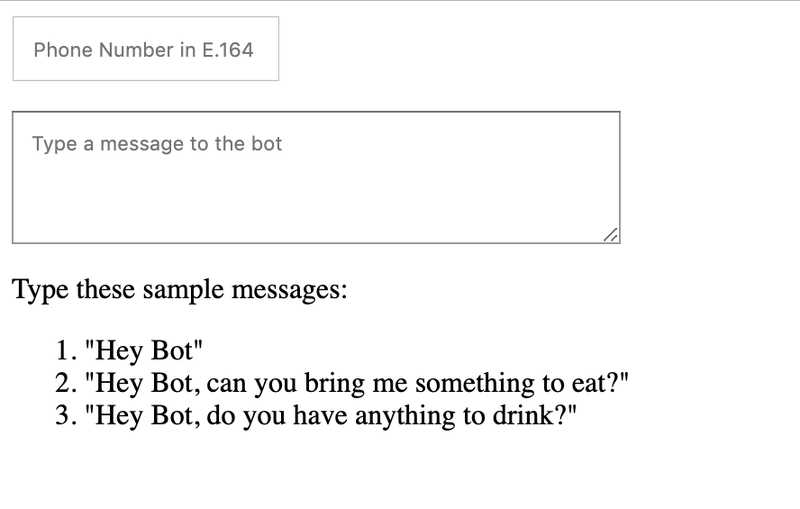 Phone Number in E.164
Type a message to the bot
Type these sample messages:
1. "Hey Bot"
2. "Hey Bot, can you bring me something to eat?"
3. "Hey Bot, do you have anything to drink?"